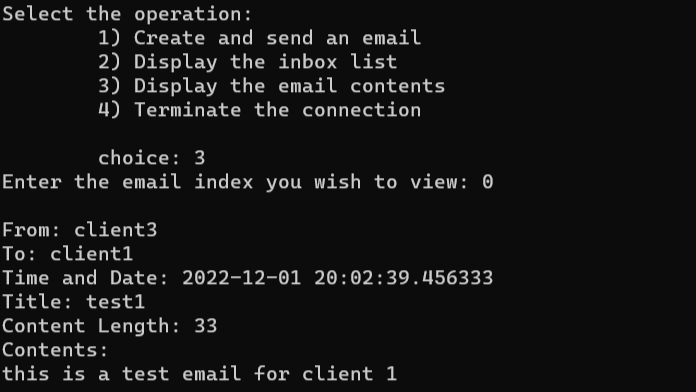 Select the operation:
1) Create and send an email
2) Display the inbox list
3) Display the email contents
4) Terminate the connection
choice: 3
Enter the email index you wish to view: 0
From: client3
To: client1
Time and Date: 2022-12-01 20:02:39.456333
Title: test1
Content Length: 33
Contents:
this is a test email for client 1